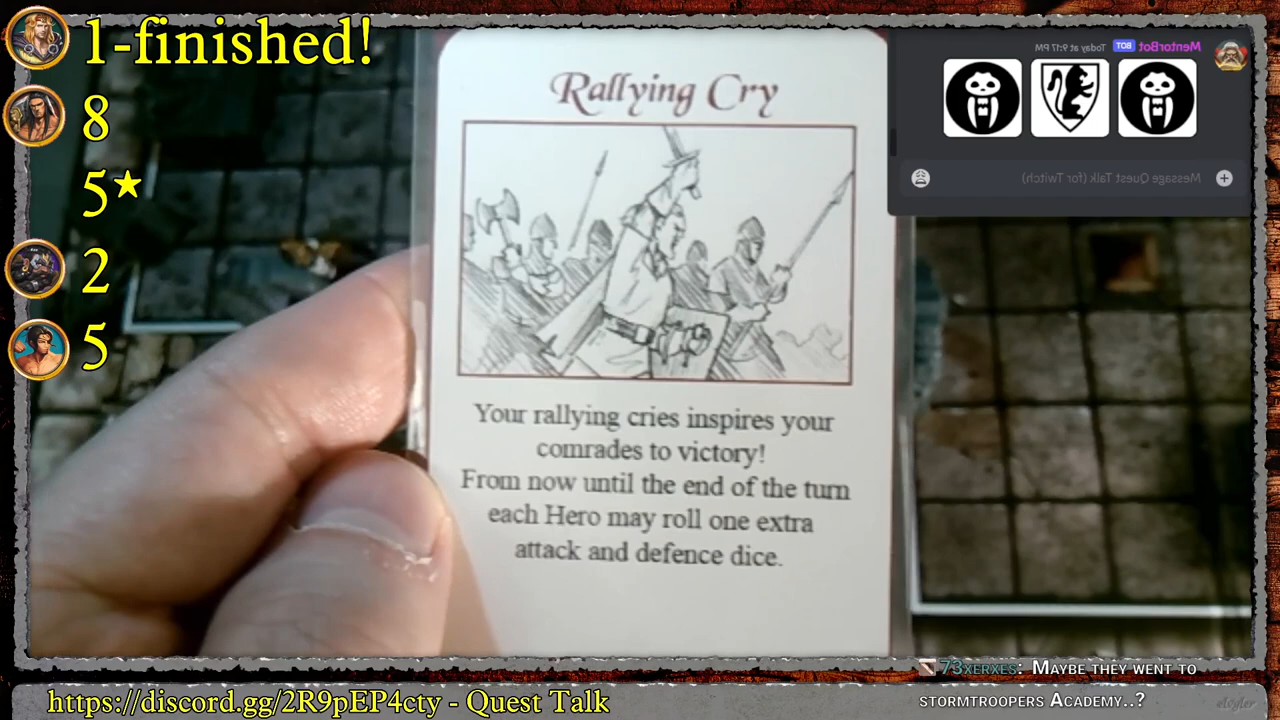 1-finished!
8
5★
2
5
Rallying Cry
Your rallying cries inspires your
comrades to victory!
From now until the end of the turn
each Hero may roll one extra
attack and defence dice.
MentorBot BOT Today at 9:17 PM
Message Quest Talk (for Twitch)
73xerxes: Maybe they went to
stormtroopers Academy..?
https://discord.gg/2R9pEP4cty - Quest Talk